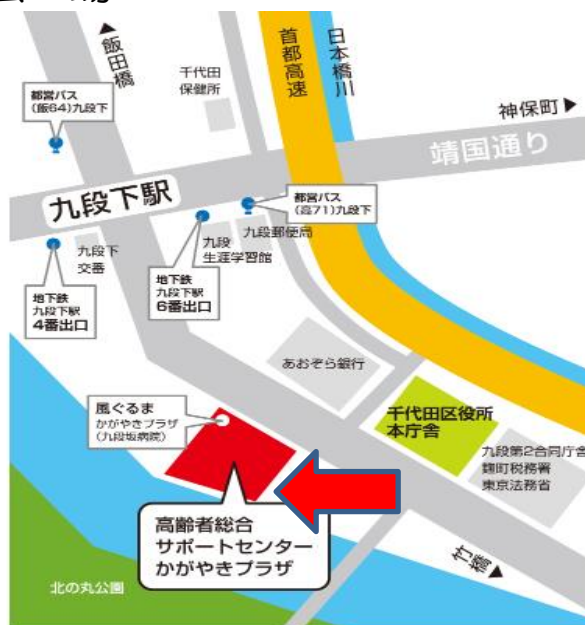 ▲飯田橋
都営バス
(飯64)九段下
千代田
保健所
首都高速
日本橋川
神保町▶
靖国通り
九段下駅
都営バス
(高71)九段下
九段郵便局
九段
生涯学習館
九段下
交番
地下鉄
九段下駅
4番出口
地下鉄
九段下駅
6番出口
あおぞら銀行
千代田区役所
本庁舎
九段第2合同庁舎
麹町税務署
東京法務省
風ぐるま
かがやきプラザ
(九段坂病院)
高齢者総合
サポートセンター
かがやきプラザ
竹橋▶
北の丸公園